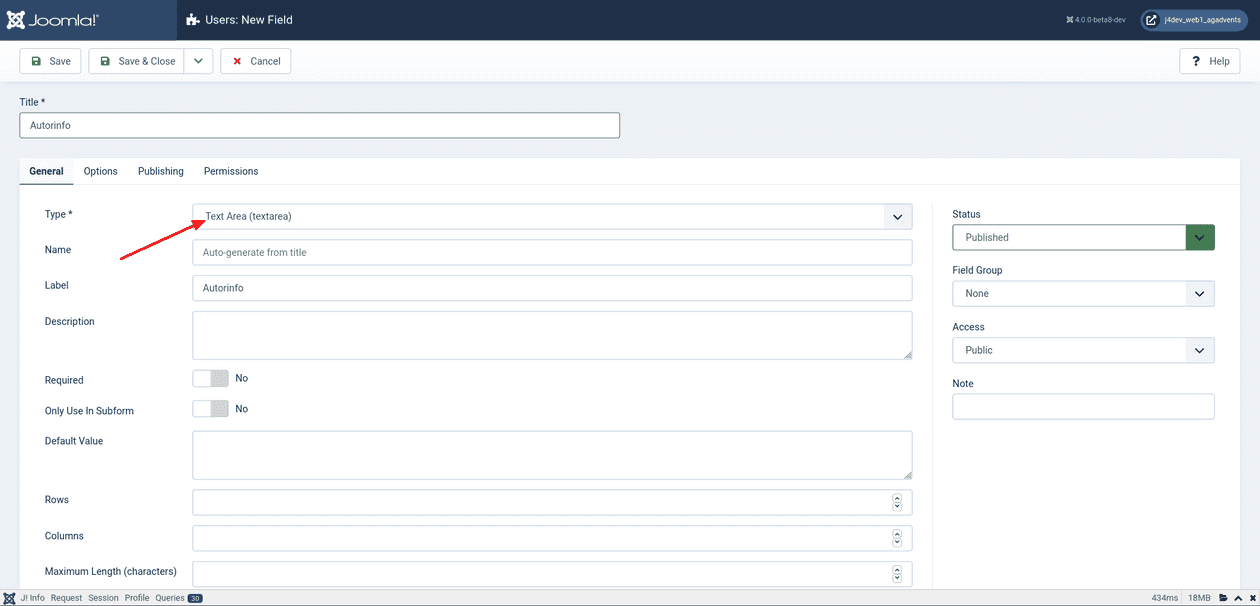 Joomla!®
Users: New Field
4.0.0-beta8-dev
j4dev_web1_agadvents
Save
Save & Close
Cancel
? Help
Title *
Autorinfo
General Options Publishing Permissions
Type *
Text Area (textarea)
Name
Auto-generate from title
Label
Autorinfo
Description
Required
No
Only Use In Subform
No
Default Value
Rows
Columns
Maximum Length (characters)
Status
Published
Field Group
None
Access
Public
Note
J! Info Request Session Profile Queries 30
434ms 18MB